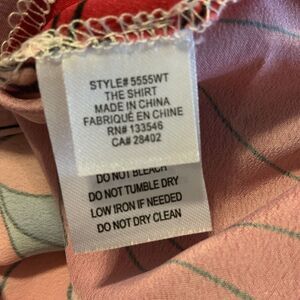 STYLE# 5555WT
THE SHIRT
MADE IN CHINA
FABRIQUÉ EN CHINE
RN# 133546
CA# 28402
DO NOT BLEACH
DO NOT TUMBLE DRY
LOW IRON IF NEEDED
DO NOT DRY CLEAN